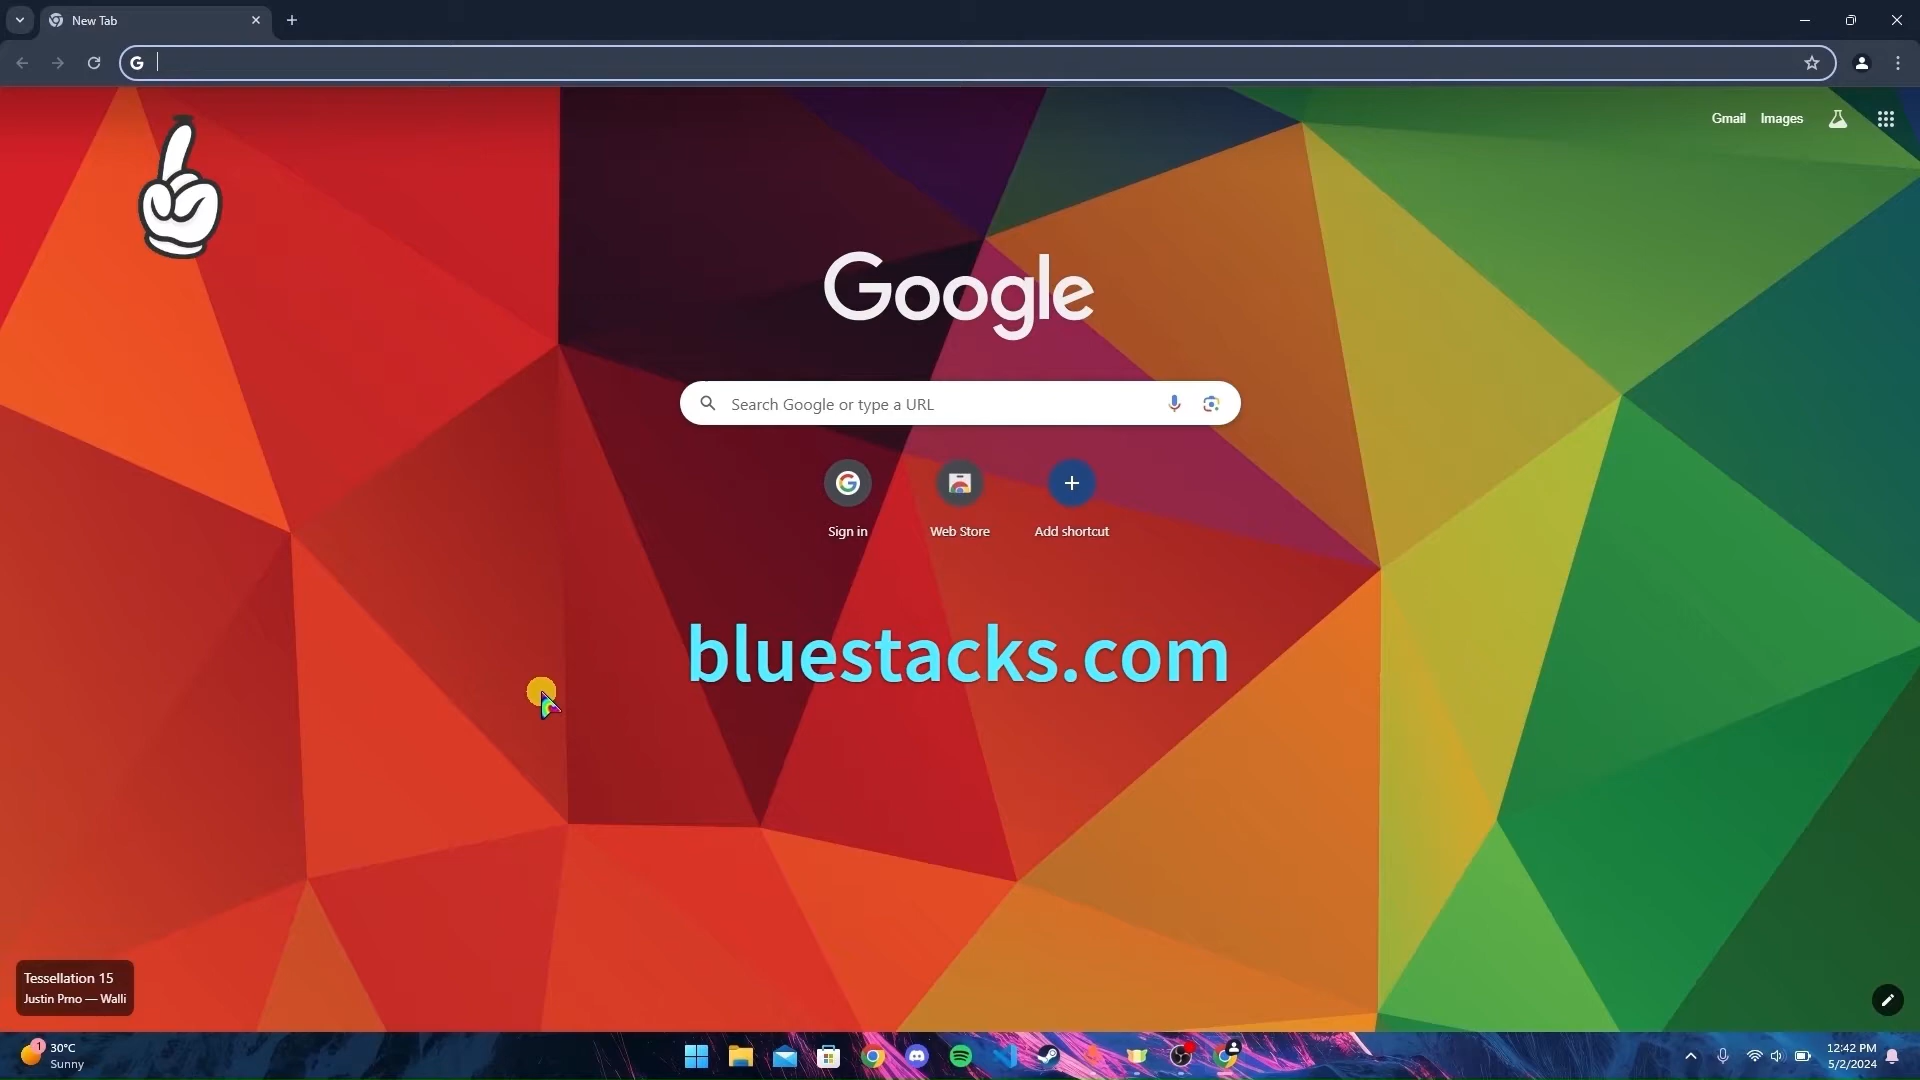 New Tab
Gmail
Images
Google
Search Google or type a URL
Sign in
Web Store
Add shortcut
bluestacks.com
Tessellation 15
Justin Prno — Walli
1
30°C
Sunny
12:42 PM
5/2/2024